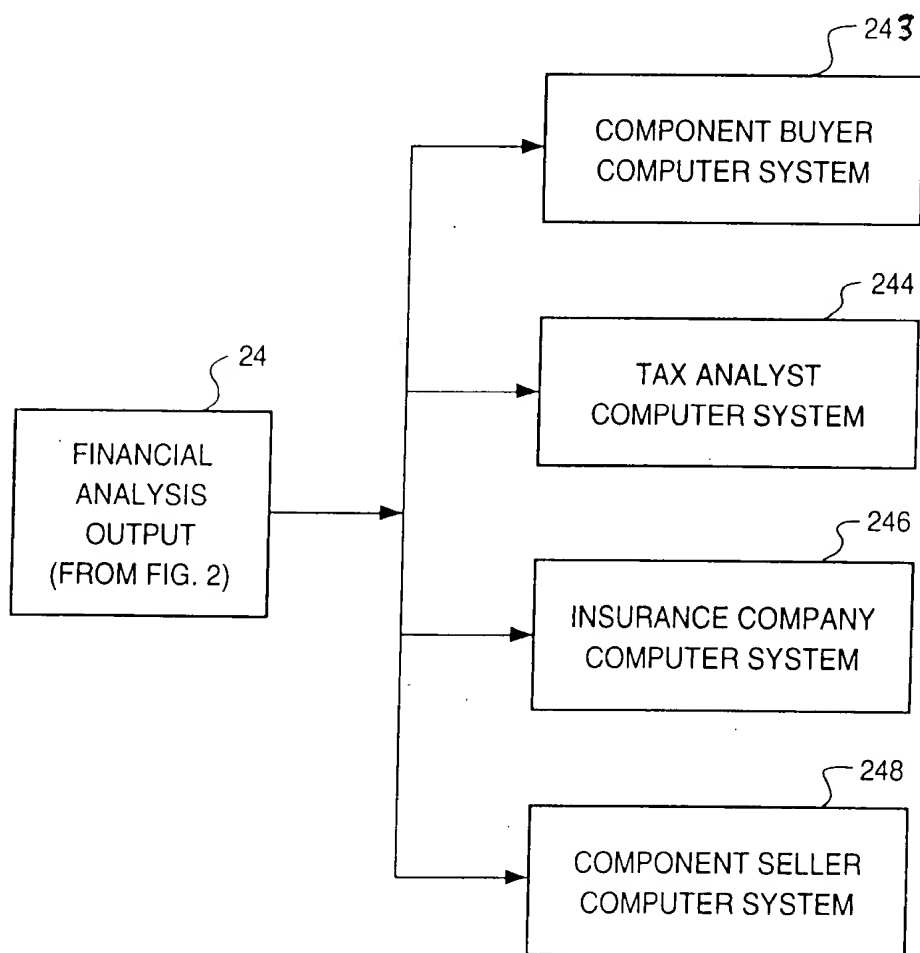 243
COMPONENT BUYER
COMPUTER SYSTEM
244
TAX ANALYST
COMPUTER SYSTEM
24
FINANCIAL
ANALYSIS
OUTPUT
(FROM FIG. 2)
246
INSURANCE COMPANY
COMPUTER SYSTEM
248
COMPONENT SELLER
COMPUTER SYSTEM